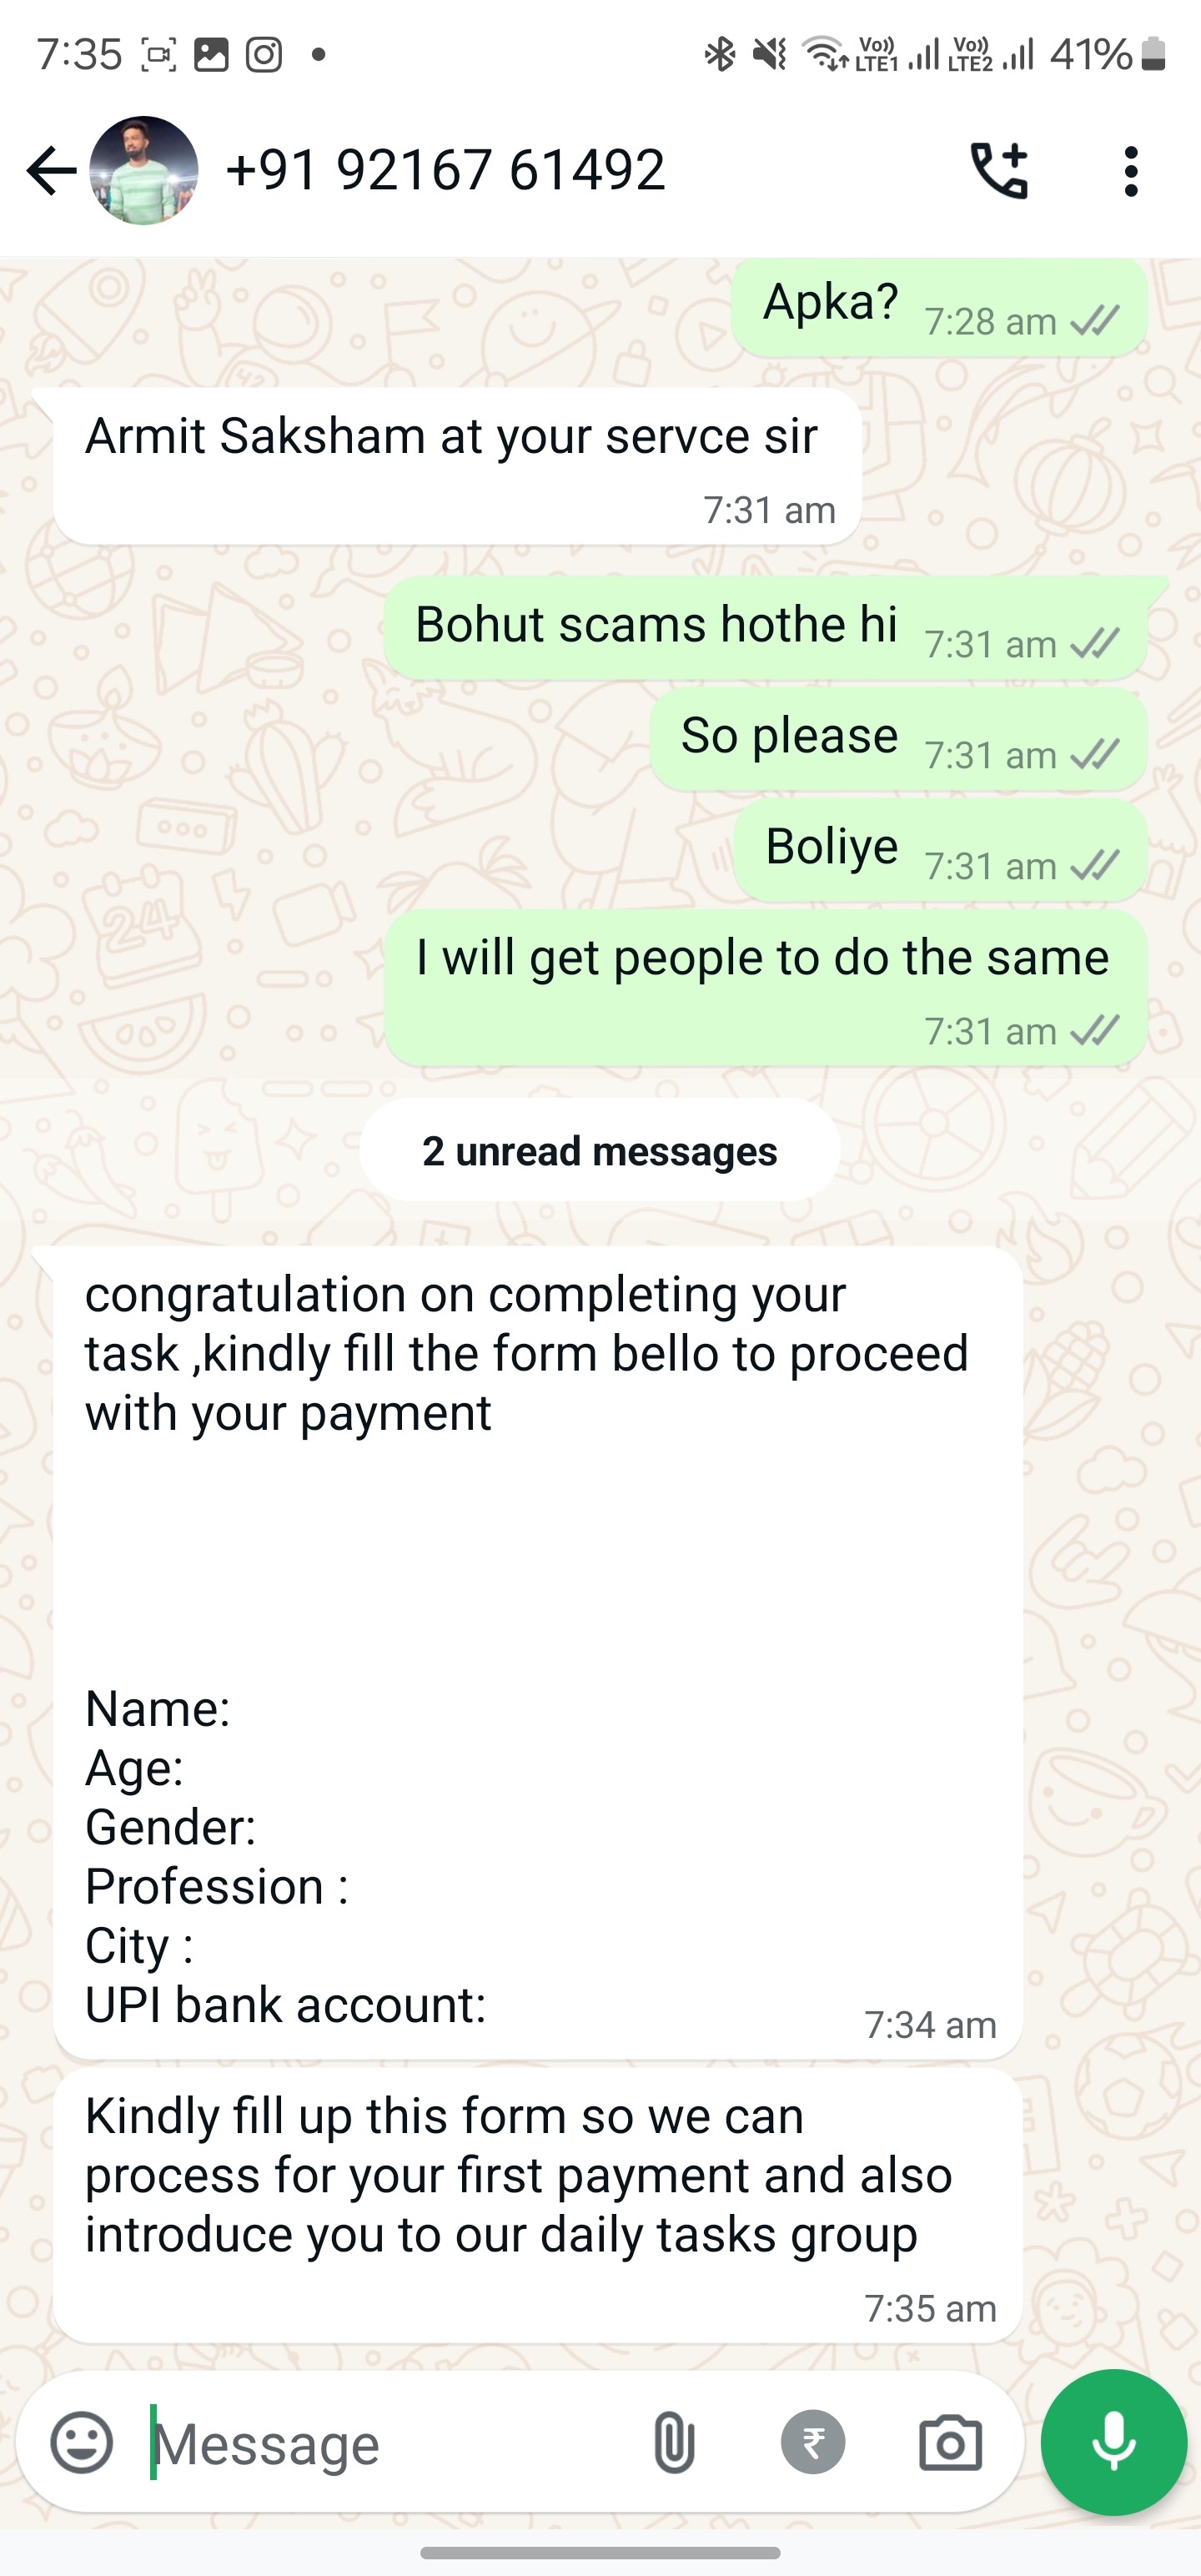 7:35
Vo)) LTE1 Vo)) LTE2 41%
+91 92167 61492
Apka? 7:28 am
Armit Saksham at your servce sir
7:31 am
Bohut scams hothe hi 7:31 am
So please 7:31 am
Boliye 7:31 am
I will get people to do the same
7:31 am
2 unread messages
congratulation on completing your
task ,kindly fill the form bello to proceed
with your payment
Name:
Age:
Gender:
Profession :
City :
UPI bank account:
7:34 am
Kindly fill up this form so we can
process for your first payment and also
introduce you to our daily tasks group
7:35 am
Message